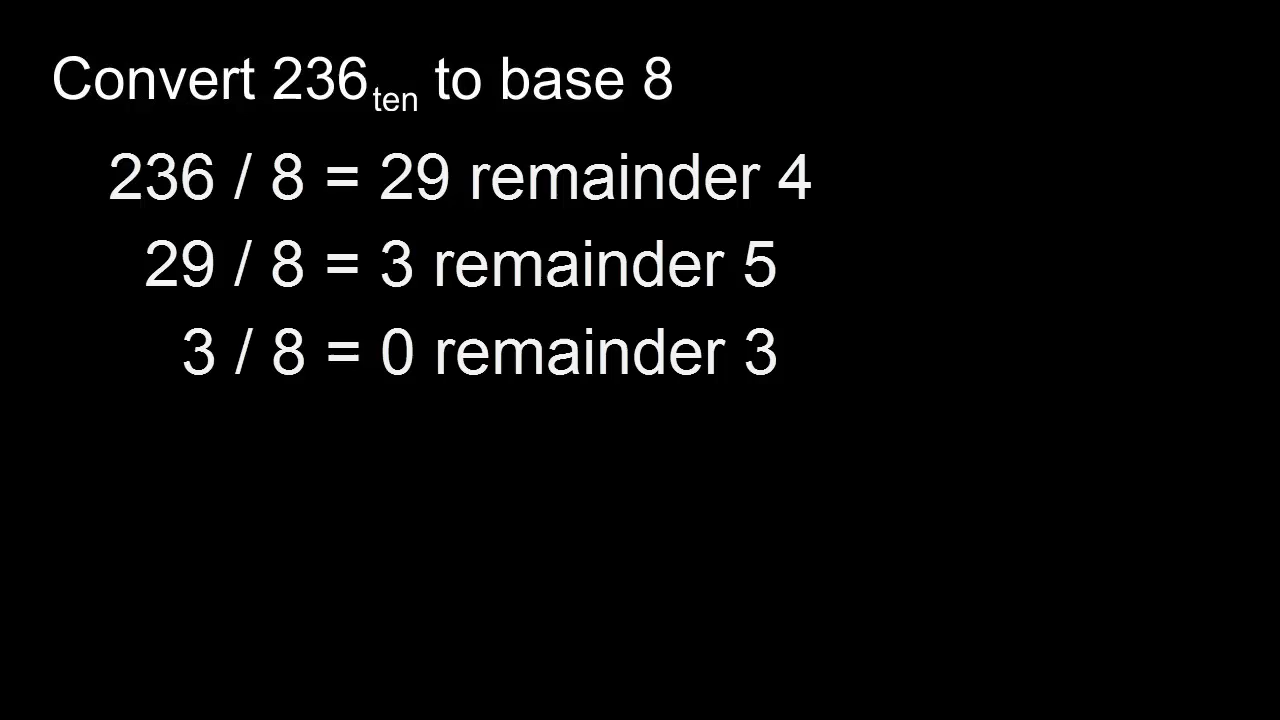 Convert 236ten to base 8
236 / 8 = 29 remainder 4
29 / 8 = 3 remainder 5
3 / 8 = 0 remainder 3